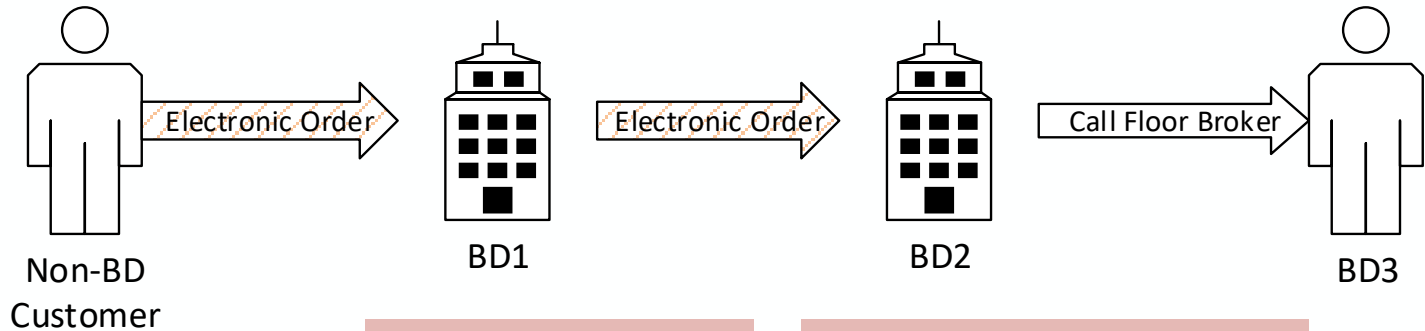 Electronic Order
Electronic Order
Call Floor Broker
Non-BD
Customer
BD1
BD2
BD3